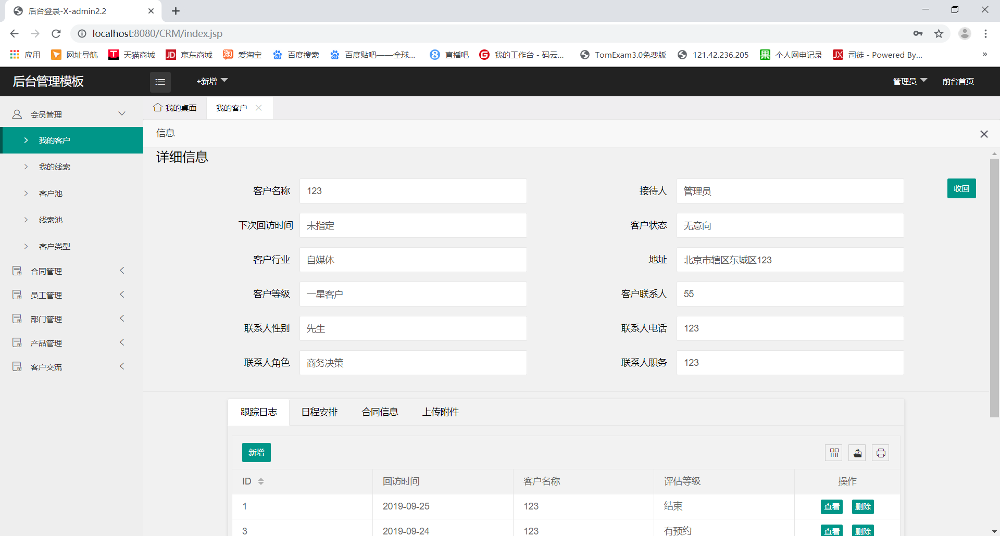 后台登录-X-admin2.2
localhost:8080/CRM/index.jsp
应用 网址导航 天猫商城 京东商城 爱淘宝 百度搜索 百度贴吧——全球... 直播吧 我的工作台 - 码云... TomExam3.0免费版 121.42.236.205 个人网申记录 司徒 - Powered By... »
后台管理模板 +新增 管理员 前台首页
会员管理
我的客户
我的线索
客户池
线索池
客户类型
合同管理
员工管理
部门管理
产品管理
客户交流
我的桌面 我的客户
信息
详细信息
客户名称 123 接待人 管理员 收回
下次回访时间 未指定 客户状态 无意向
客户行业 自媒体 地址 北京市辖区东城区123
客户等级 一星客户 客户联系人 55
联系人性别 先生 联系人电话 123
联系人角色 商务决策 联系人职务 123
跟踪日志 日程安排 合同信息 上传附件
新增
ID 回访时间 客户名称 评估等级 操作
1 2019-09-25 123 结束 查看 删除
3 2019-09-24 123 有预约 查看 删除